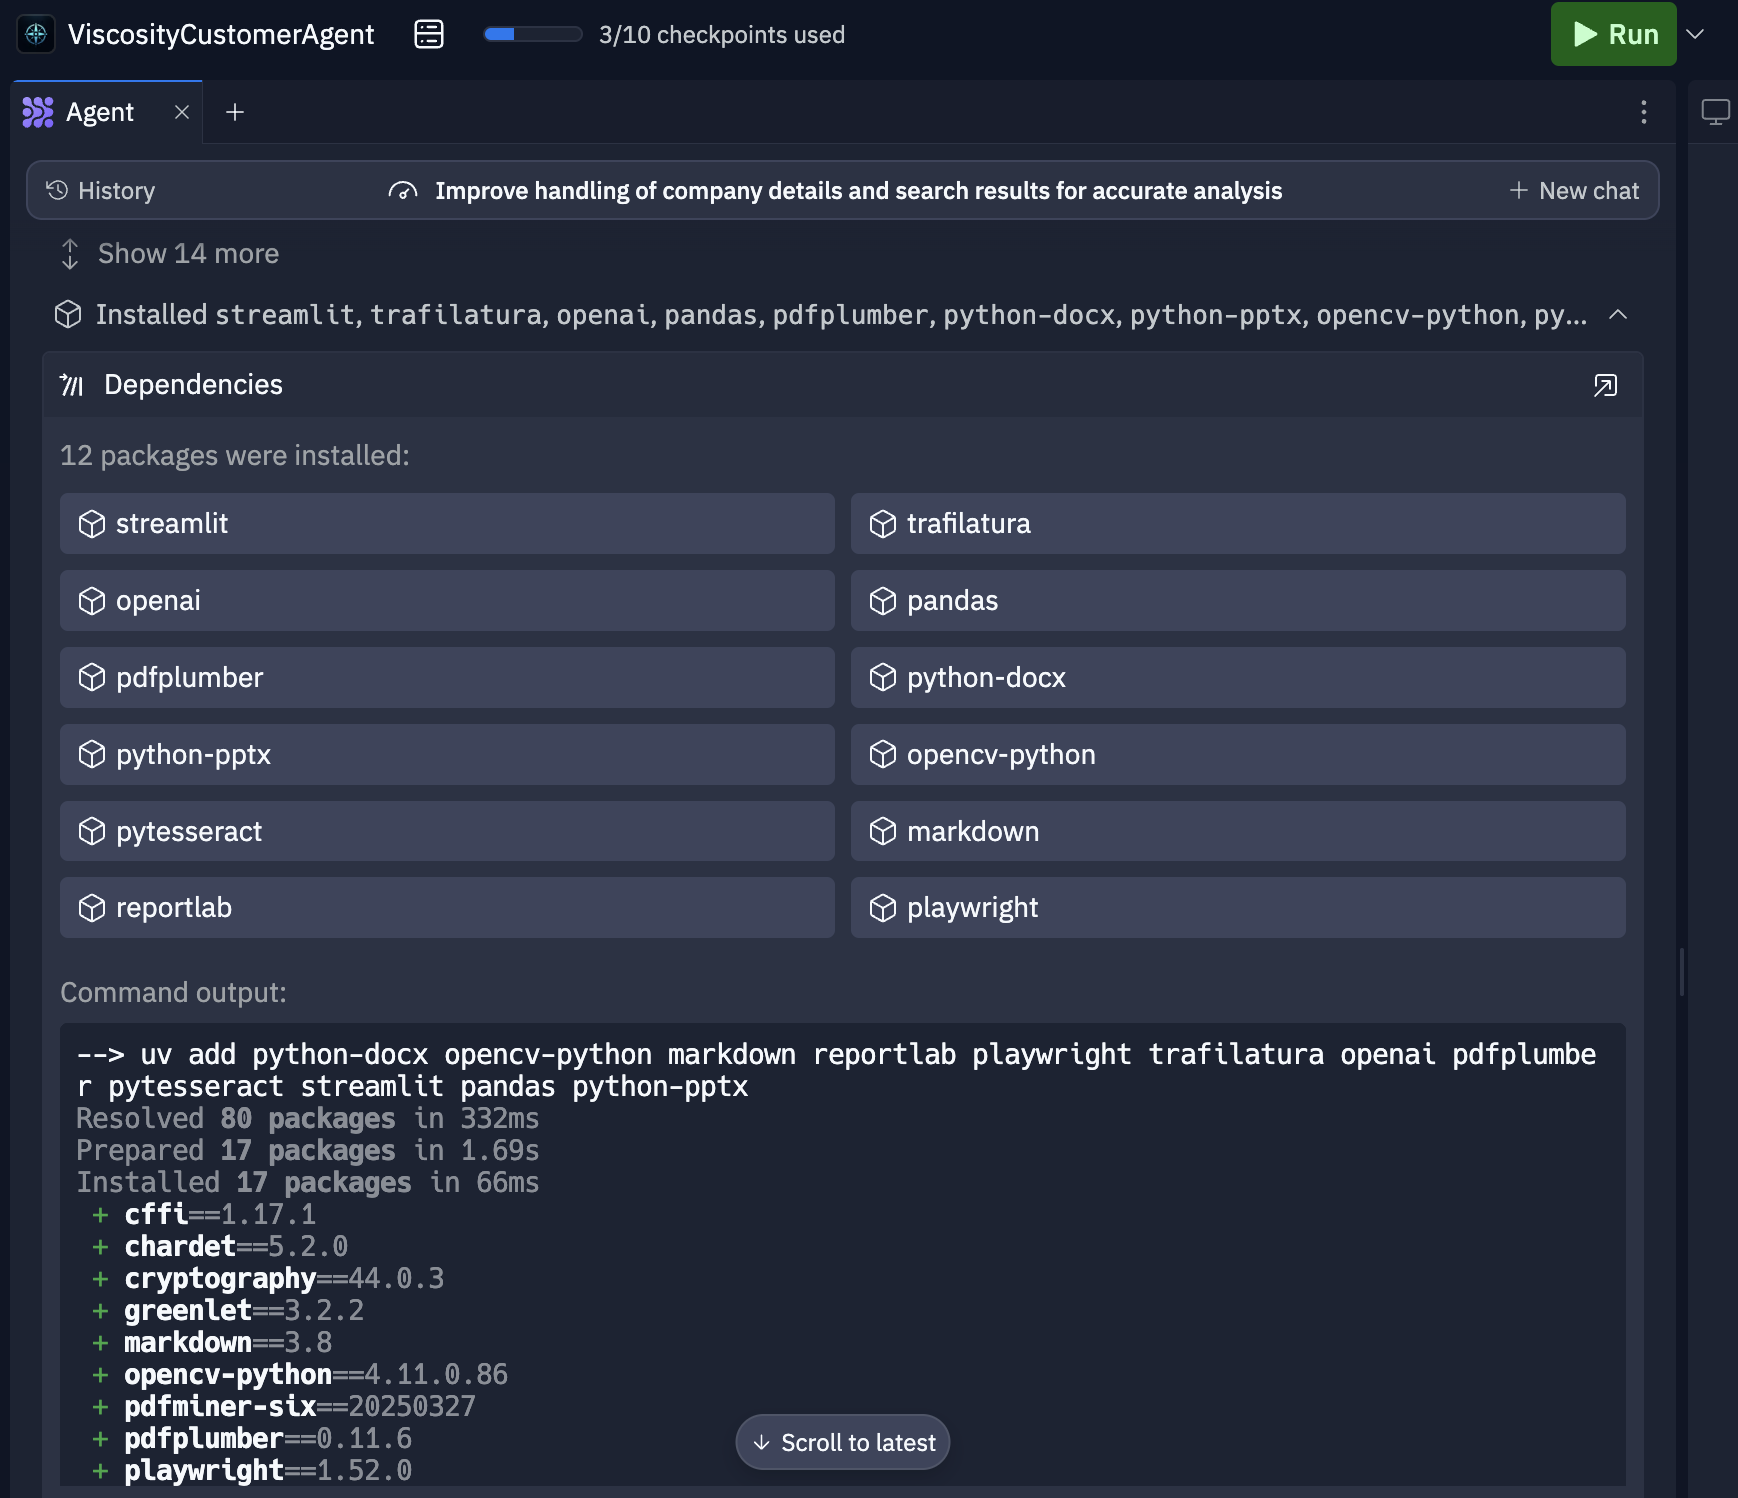 ViscosityCustomerAgent
3/10 checkpoints used
Run
Agent
History
Improve handling of company details and search results for accurate analysis
New chat
Show 14 more
Installed streamlit, trafilatura, openai, pandas, pdfplumber, python-docx, python-pptx, opencv-python, py...
Dependencies
12 packages were installed:
streamlit
trafilatura
openai
pandas
pdfplumber
python-docx
python-pptx
opencv-python
pytesseract
markdown
reportlab
playwright
Command output:
--> uv add python-docx opencv-python markdown reportlab playwright trafilatura openai pdfplumbe
r pytesseract streamlit pandas python-pptx
Resolved 80 packages in 332ms
Prepared 17 packages in 1.69s
Installed 17 packages in 66ms
+ cffi==1.17.1
+ chardet==5.2.0
+ cryptography==44.0.3
+ greenlet==3.2.2
+ markdown==3.8
+ opencv-python==4.11.0.86
+ pdfminer-six==20250327
+ pdfplumber==0.11.6
+ playwright==1.52.0
Scroll to latest